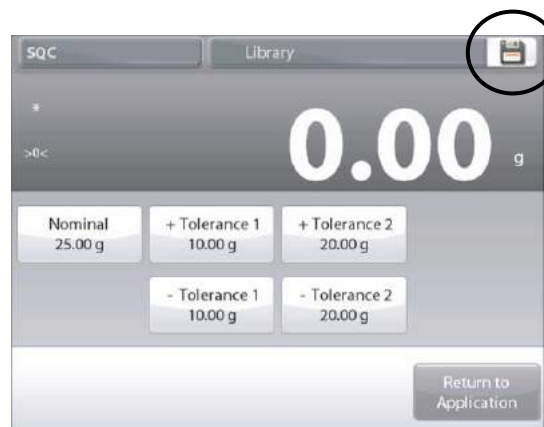 SQC
Library
*
>0<
0.00 g
Nominal
25.00 g
+ Tolerance 1
10.00 g
+ Tolerance 2
20.00 g
- Tolerance 1
10.00 g
- Tolerance 2
20.00 g
Return to
Application